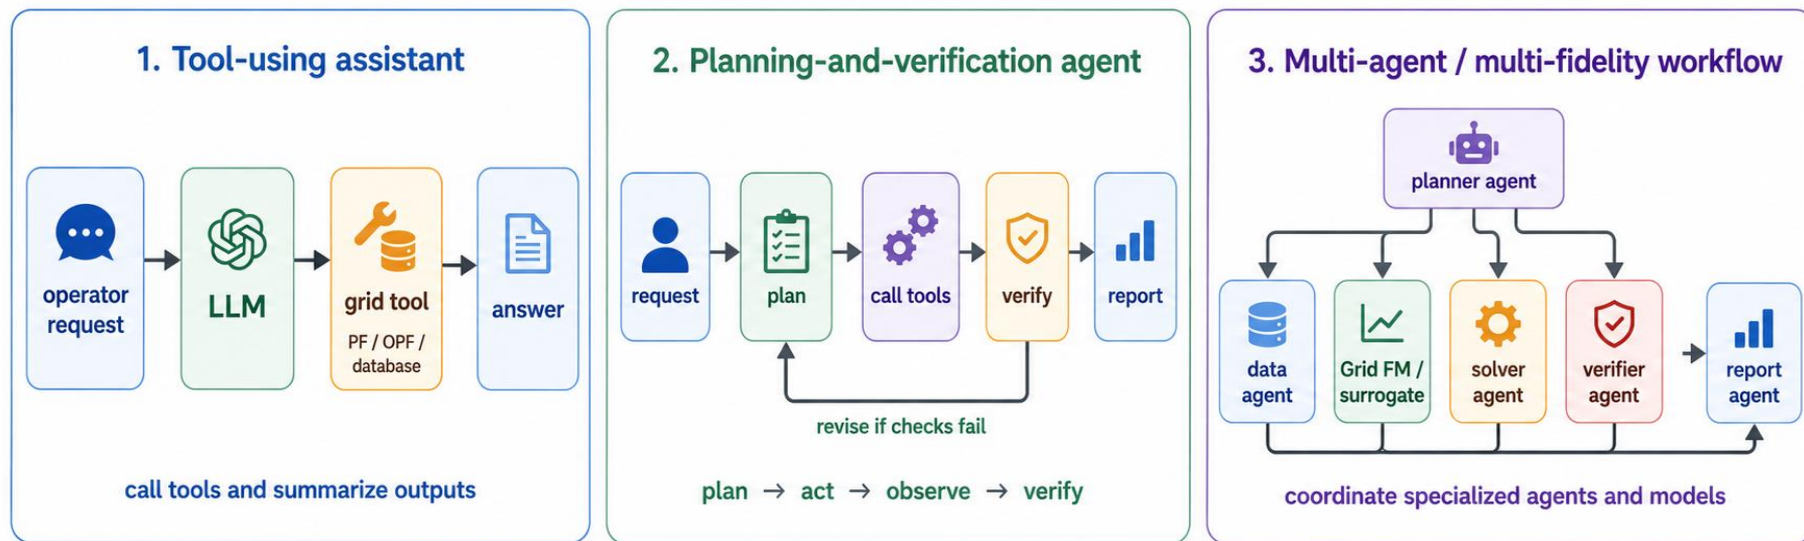 1. Tool-using assistant
operator
request
LLM
grid tool
PF / OPF /
database
answer
call tools and summarize outputs
2. Planning-and-verification agent
request
plan
call tools
verify
report
revise if checks fail
plan → act → observe → verify
3. Multi-agent / multi-fidelity workflow
planner agent
data
agent
Grid FM /
surrogate
solver
agent
verifier
agent
report
agent
coordinate specialized agents and models